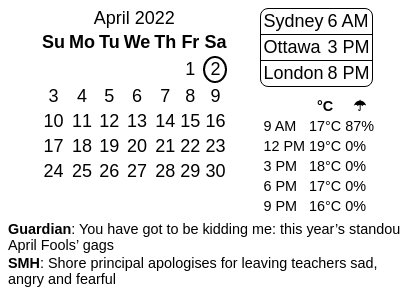 April 2022
Su Mo Tu We Th Fr Sa
1 2
3 4 5 6 7 8 9
10 11 12 13 14 15 16
17 18 19 20 21 22 23
24 25 26 27 28 29 30
Sydney 6 AM
Ottawa 3 PM
London 8 PM
°C ☂
9 AM 17°C 87%
12 PM 19°C 0%
3 PM 18°C 0%
6 PM 17°C 0%
9 PM 16°C 0%
Guardian: You have got to be kidding me: this year’s standou
April Fools’ gags
SMH: Shore principal apologises for leaving teachers sad,
angry and fearful